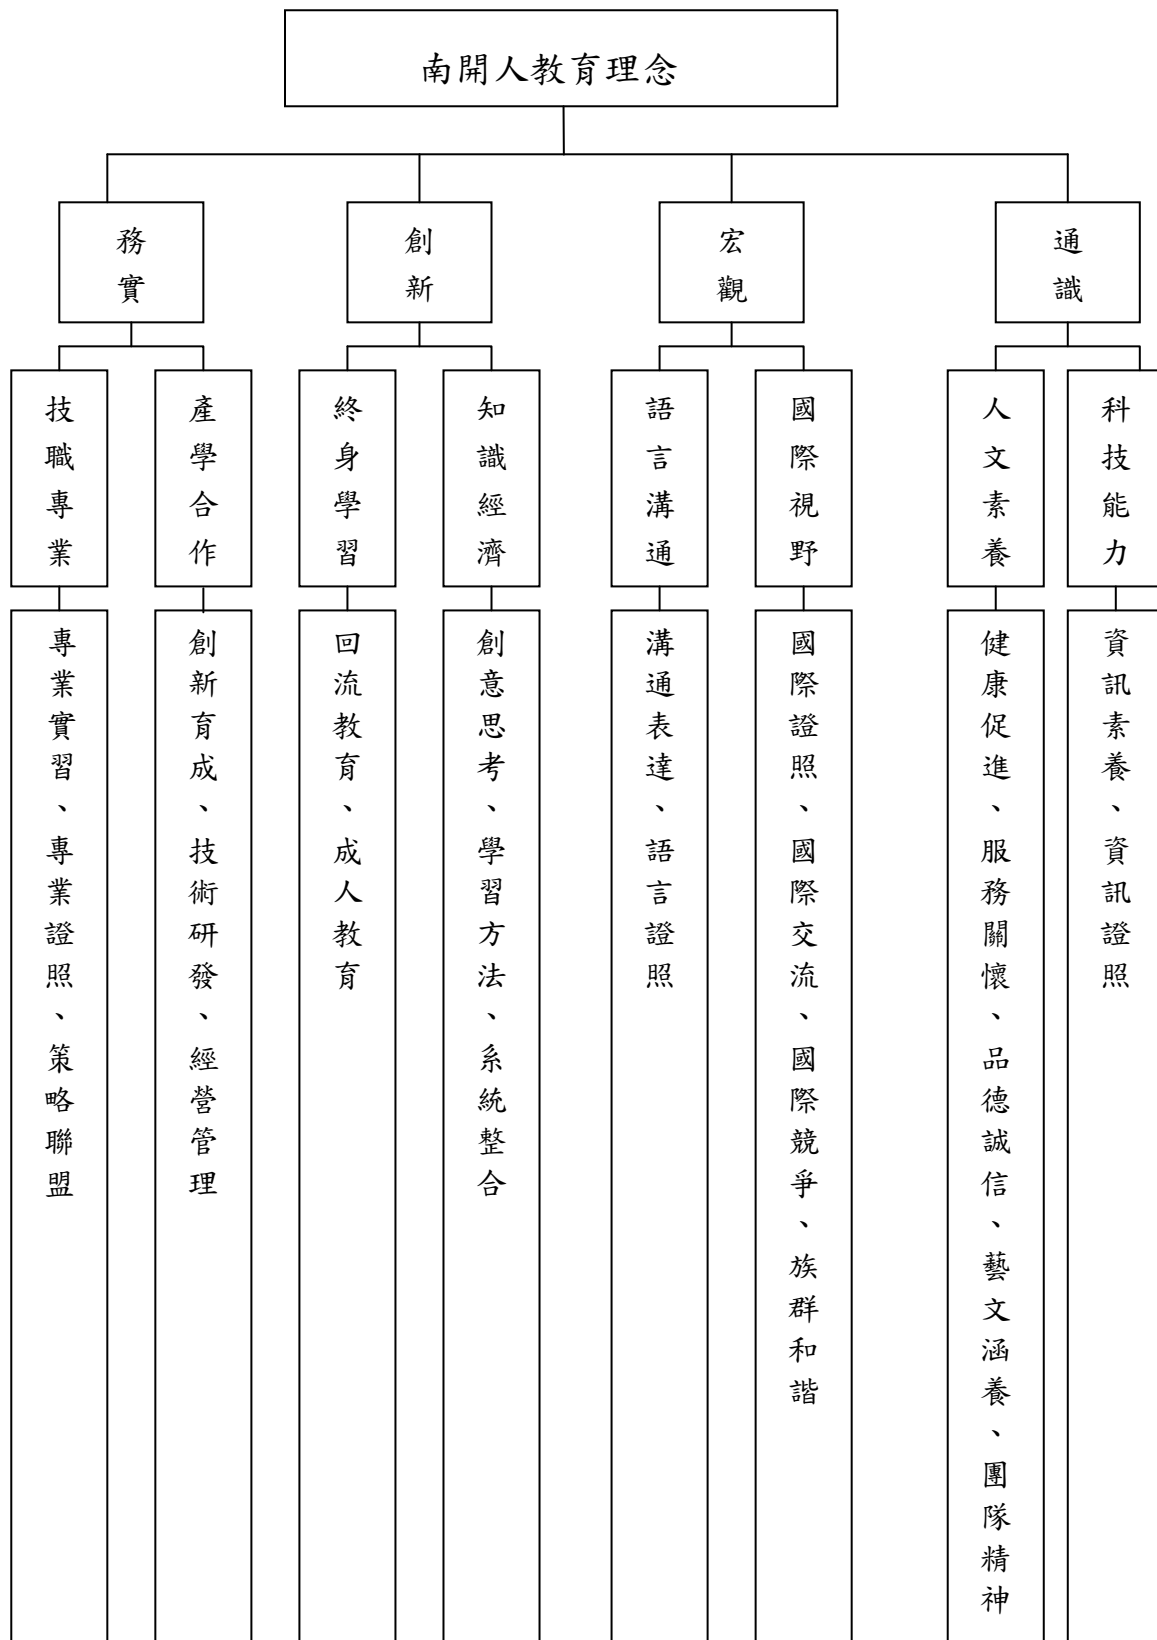 南開人教育理念
務實
創新
宏觀
通識
技職專業
產學合作
終身學習
知識經濟
語言溝通
國際視野
人文素養
科技能力
專業實習、專業證照、策略聯盟
創新育成、技術研發、經營管理
回流教育、成人教育
創意思考、學習方法、系統整合
溝通表達、語言證照
國際證照、國際交流、國際競爭、族群和諧
健康促進、服務關懷、品德誠信、藝文涵養、團隊精神
資訊素養、資訊證照